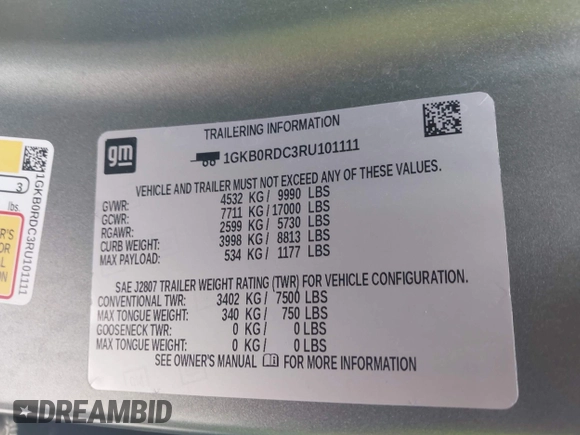 gm
TRAILERING INFORMATION
1GKB0RDC3RU101111
VEHICLE AND TRAILER MUST NOT EXCEED ANY OF THESE VALUES.
GVWR: 4532 KG / 9990 LBS
GCWR: 7711 KG / 17000 LBS
RGAWR: 2599 KG / 5730 LBS
CURB WEIGHT: 3998 KG / 8813 LBS
MAX PAYLOAD: 534 KG / 1177 LBS
SAE J2807 TRAILER WEIGHT RATING (TWR) FOR VEHICLE CONFIGURATION.
CONVENTIONAL TWR: 3402 KG / 7500 LBS
MAX TONGUE WEIGHT: 340 KG / 750 LBS
GOOSENECK TWR: 0 KG / 0 LBS
MAX TONGUE WEIGHT: 0 KG / 0 LBS
SEE OWNER'S MANUAL FOR MORE INFORMATION
3
lbs.
1GKB0RDC3RU101111
DREAMBID